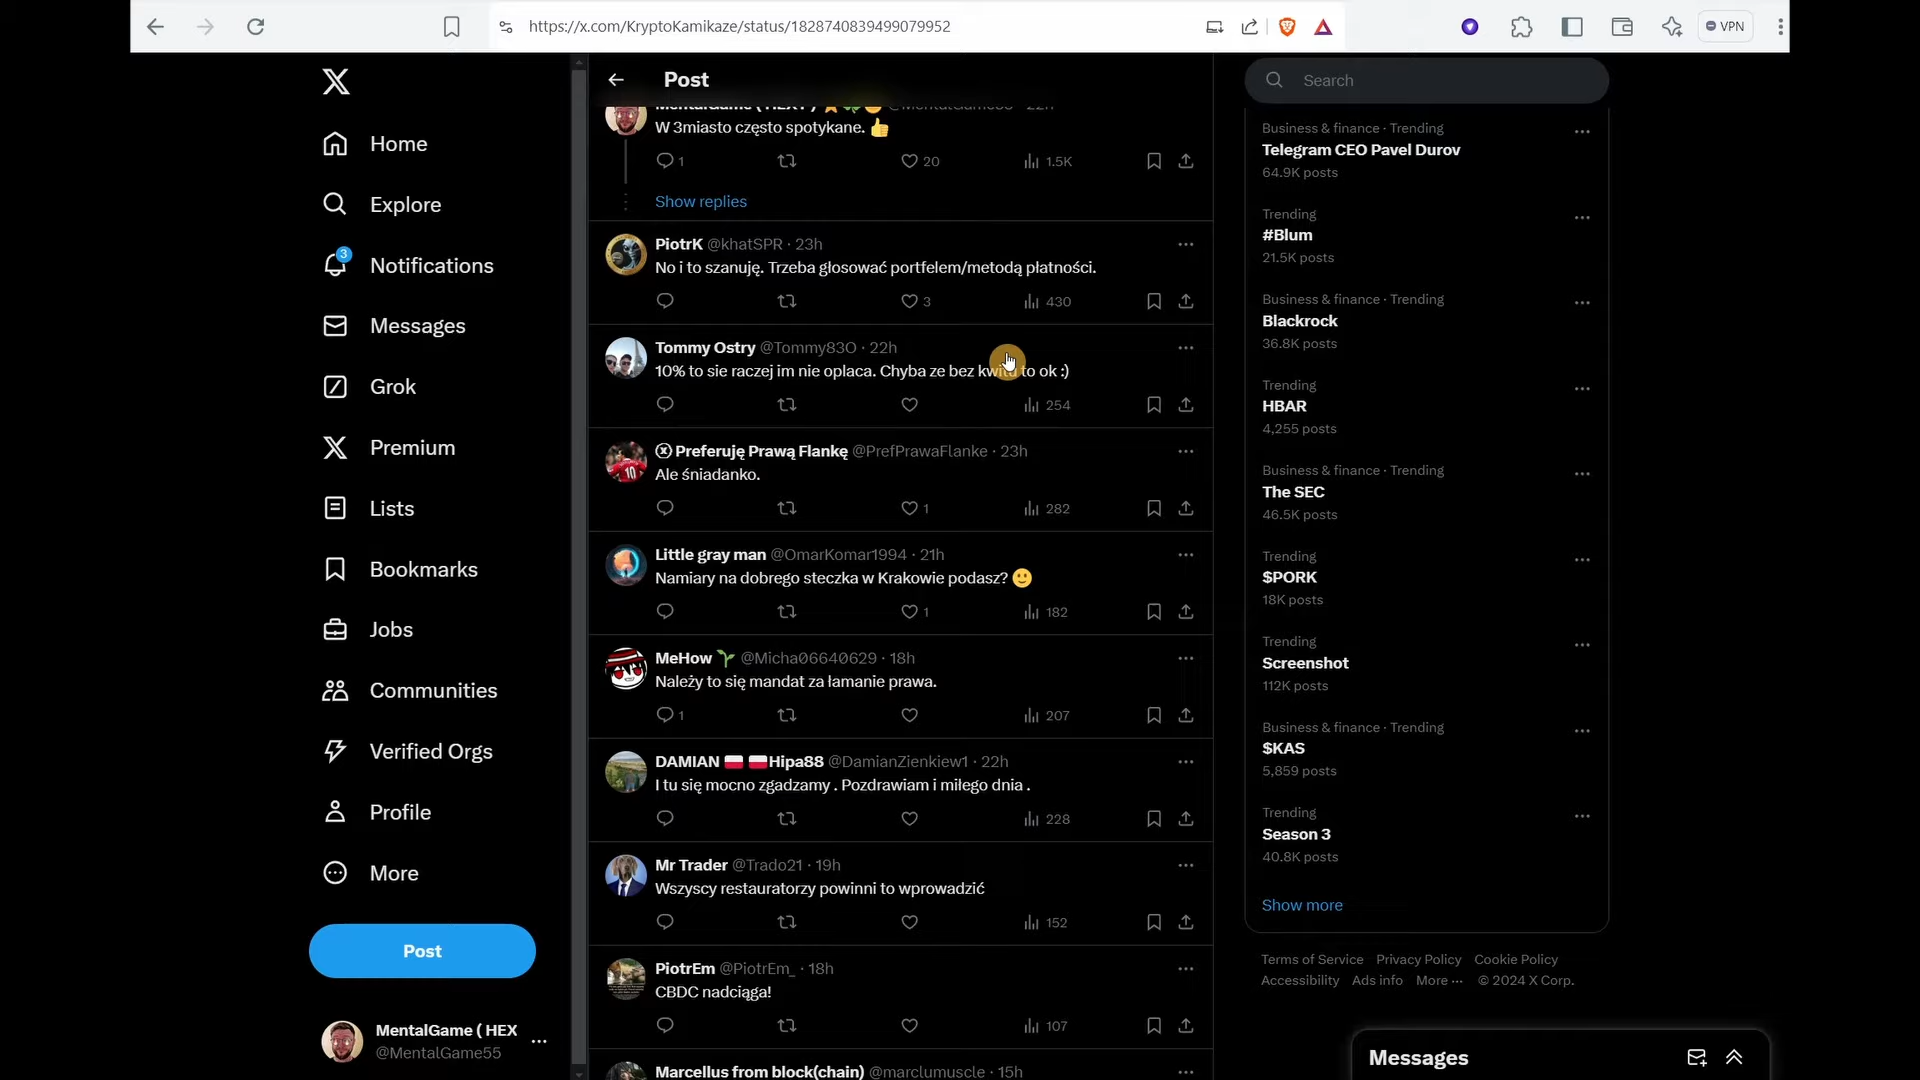 https://x.com/KryptoKamikaze/status/1828740839499079952
VPN
Home
Explore
3
Notifications
Messages
Grok
Premium
Lists
Bookmarks
Jobs
Communities
Verified Orgs
Profile
More
Post
MentalGame ( HEX
@MentalGame55
Post
MentalGame ( HEX
@MentalGame55 · 22h
W 3miasto często spotykane. 👍
1 20 1.5K
Show replies
PiotrK @khatSPR · 23h
No i to szanuję. Trzeba głosować portfelem/metodą płatności.
3 430
Tommy Ostry @Tommy83O · 22h
10% to sie raczej im nie oplaca. Chyba ze bez kwitu to ok :)
254
Preferuję Prawą Flankę @PrefPrawaFlanke · 23h
Ale śniadanko.
1 282
Little gray man @OmarKomar1994 · 21h
Namiary na dobrego steczka w Krakowie podasz? 🙂
1 182
MeHow 🌱 @Micha06640629 · 18h
Należy to się mandat za łamanie prawa.
1 207
DAMIAN 🇵🇱 🇵🇱Hipa88 @DamianZienkiew1 · 22h
I tu się mocno zgadzamy . Pozdrawiam i miłego dnia .
228
Mr Trader @Trado21 · 19h
Wszyscy restauratorzy powinni to wprowadzić
152
PiotrEm @PiotrEm_ · 18h
CBDC nadciąga!
107
Marcellus from block(chain) @marclumuscle · 15h
Search
Business & finance · Trending
Telegram CEO Pavel Durov
64.9K posts
Trending
#Blum
21.5K posts
Business & finance · Trending
Blackrock
36.8K posts
Trending
HBAR
4,255 posts
Business & finance · Trending
The SEC
46.5K posts
Trending
$PORK
18K posts
Trending
Screenshot
112K posts
Business & finance · Trending
$KAS
5,859 posts
Trending
Season 3
40.8K posts
Show more
Terms of Service Privacy Policy Cookie Policy
Accessibility Ads info More ··· © 2024 X Corp.
Messages